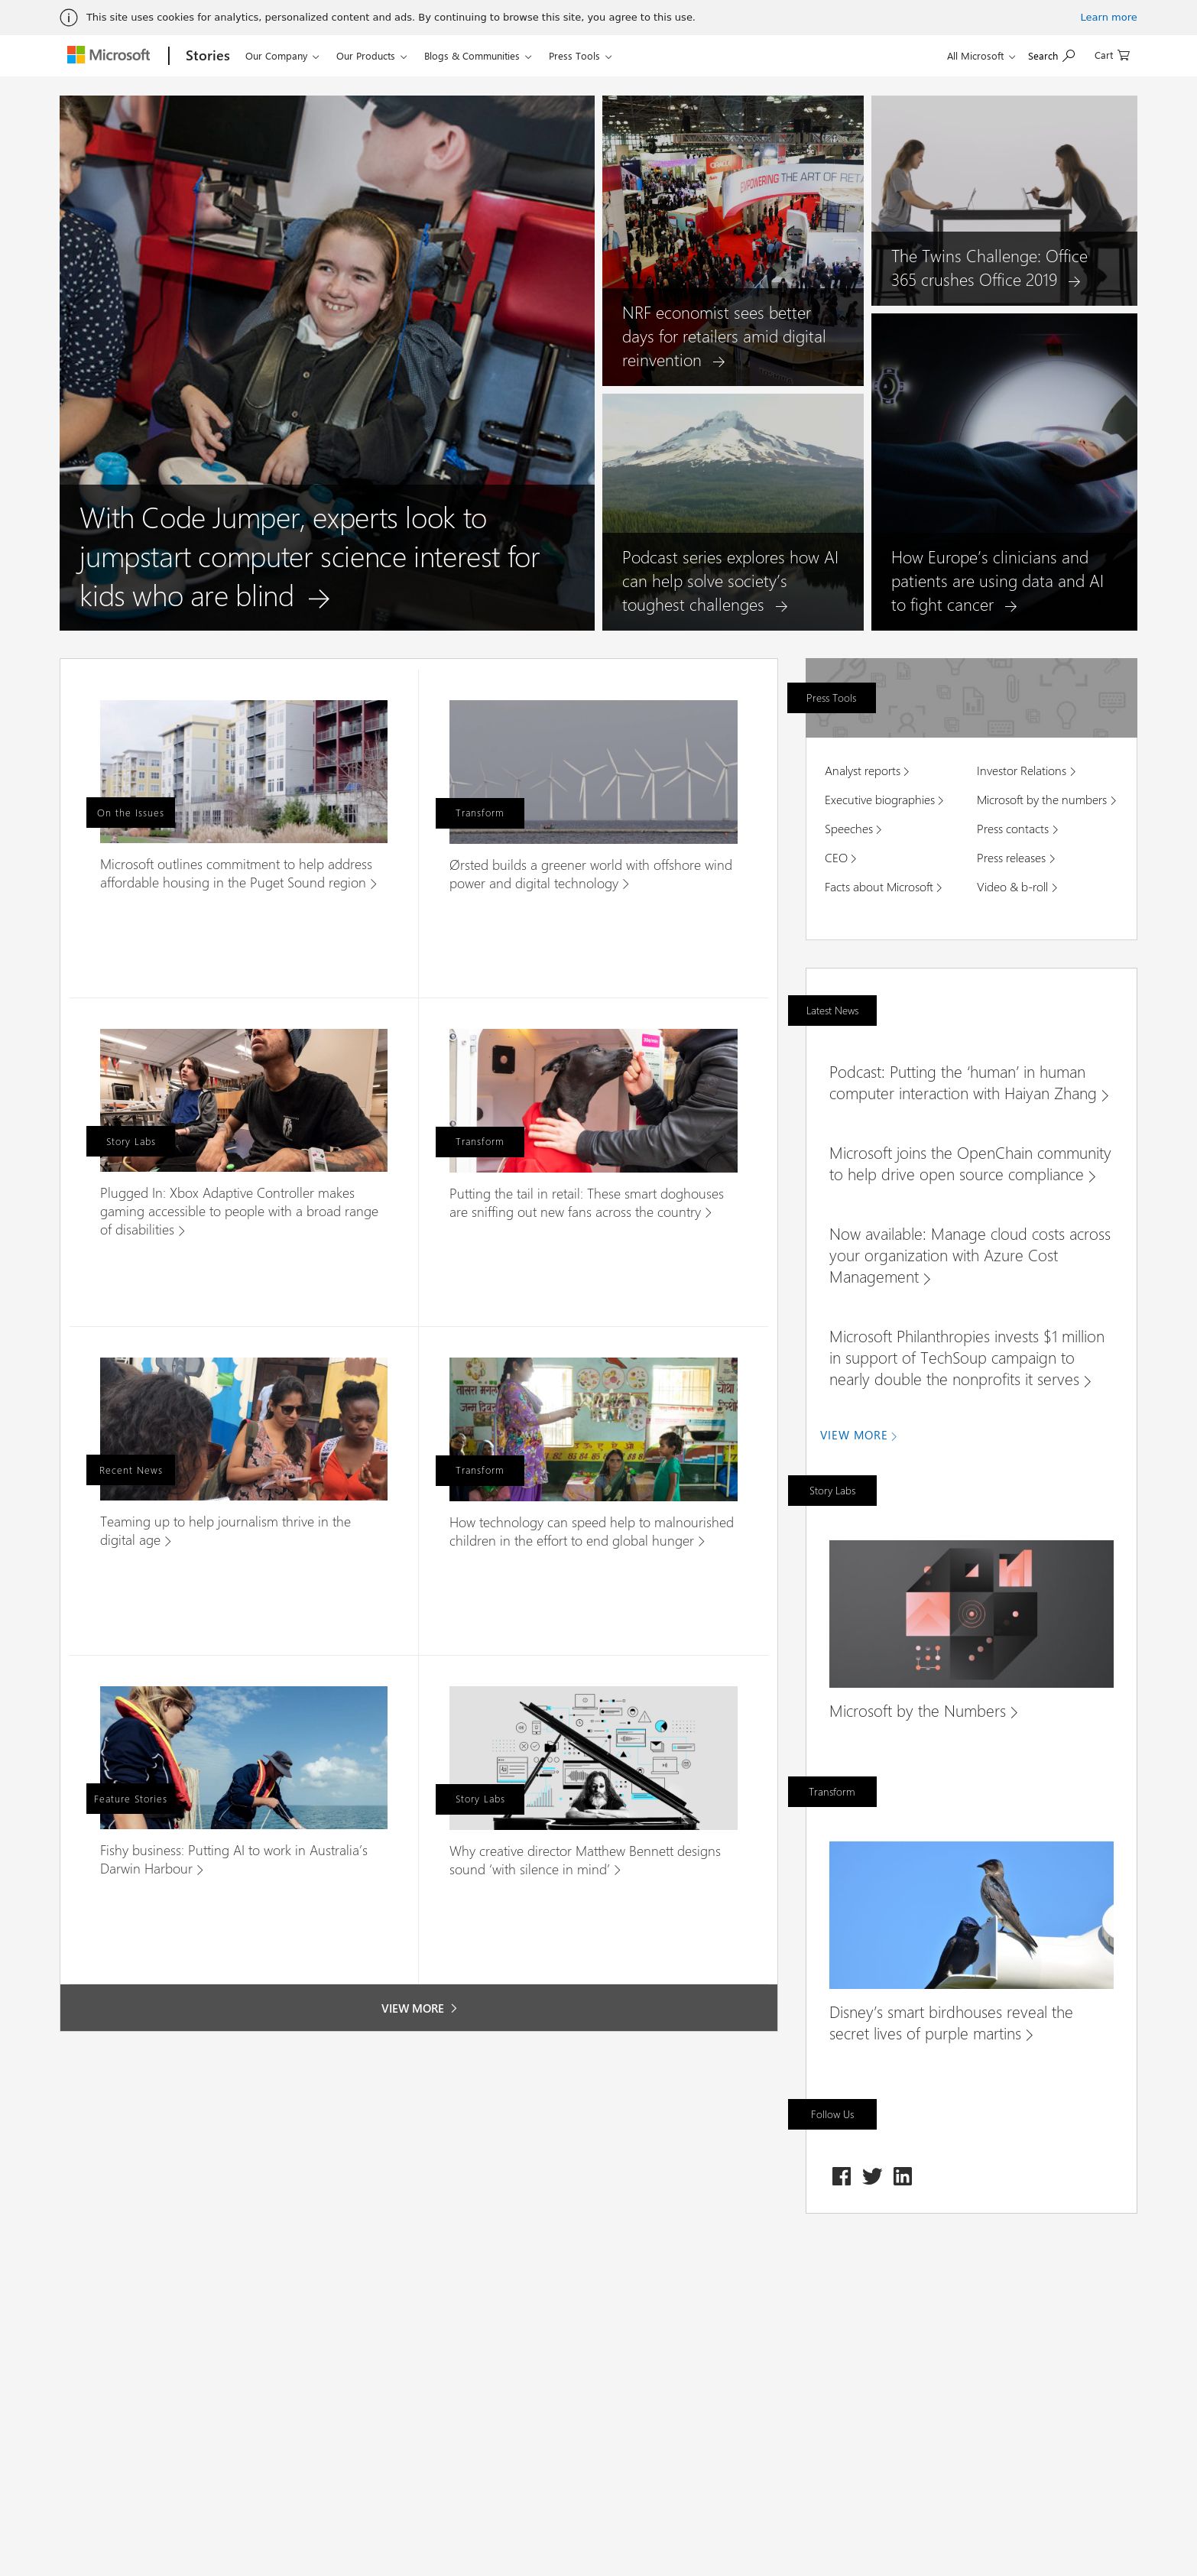 This site uses cookies for analytics, personalized content and ads. By continuing to browse this site, you agree to this use.
Learn more
Microsoft
Stories
Our Company
Our Products
Blogs & Communities
Press Tools
All Microsoft
Search
Cart
With Code Jumper, experts look to
jumpstart computer science interest for
kids who are blind
EMPOWERING THE ART OF RETA
NRF economist sees better
days for retailers amid digital
reinvention
The Twins Challenge: Office
365 crushes Office 2019
Podcast series explores how AI
can help solve society’s
toughest challenges
How Europe’s clinicians and
patients are using data and AI
to fight cancer
On the Issues
Microsoft outlines commitment to help address
affordable housing in the Puget Sound region
Transform
Ørsted builds a greener world with offshore wind
power and digital technology
Story Labs
Plugged In: Xbox Adaptive Controller makes
gaming accessible to people with a broad range
of disabilities
Transform
Putting the tail in retail: These smart doghouses
are sniffing out new fans across the country
Recent News
Teaming up to help journalism thrive in the
digital age
Transform
How technology can speed help to malnourished
children in the effort to end global hunger
Feature Stories
Fishy business: Putting AI to work in Australia’s
Darwin Harbour
Story Labs
Why creative director Matthew Bennett designs
sound ‘with silence in mind’
VIEW MORE
Press Tools
Analyst reports
Investor Relations
Executive biographies
Microsoft by the numbers
Speeches
Press contacts
CEO
Press releases
Facts about Microsoft
Video & b-roll
Latest News
Podcast: Putting the ‘human’ in human
computer interaction with Haiyan Zhang
Microsoft joins the OpenChain community
to help drive open source compliance
Now available: Manage cloud costs across
your organization with Azure Cost
Management
Microsoft Philanthropies invests $1 million
in support of TechSoup campaign to
nearly double the nonprofits it serves
VIEW MORE
Story Labs
Microsoft by the Numbers
Transform
Disney’s smart birdhouses reveal the
secret lives of purple martins
Follow Us